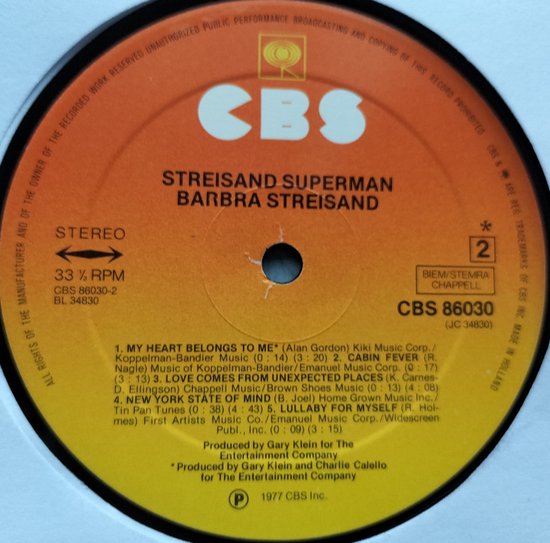 ALL RIGHTS OF THE MANUFACTURER AND OF THE OWNER OF THE RECORDED WORK RESERVED UNAUTHORIZED PUBLIC PERFORMANCE BROADCASTING AND COPYING OF THIS RECORD PROHIBITED
CBS & ARE REG. TRADEMARKS OF CBS INC. MADE IN HOLLAND
CBS
STREISAND SUPERMAN
BARBRA STREISAND
STEREO
33 ⅓ RPM
CBS 86030-2
BL 34830
*
2
BIEM/STEMRA
CHAPPELL
CBS 86030
(JC 34830)
1. MY HEART BELONGS TO ME* (Alan Gordon) Kiki Music Corp./
Koppelman-Bandier Music (0 : 14) (3 : 20) 2. CABIN FEVER (R.
Nagle) Music of Koppelman-Bandier/Emanuel Music Corp. (0 : 17)
(3 : 13) 3. LOVE COMES FROM UNEXPECTED PLACES (K. Carnes-
D. Ellingson) Chappell Music/Brown Shoes Music (0 : 13) (4 : 08)
4. NEW YORK STATE OF MIND (B. Joel) Home Grown Music Inc./
Tin Pan Tunes (0 : 38) (4 : 43) 5. LULLABY FOR MYSELF (R. Hol-
mes) First Artists Music Co./Emanuel Music Corp./Widescreen
Publ., Inc. (0 : 09) (3 : 15)
Produced by Gary Klein for The
Entertainment Company
* Produced by Gary Klein and Charlie Calello
for The Entertainment Company
℗ 1977 CBS Inc.